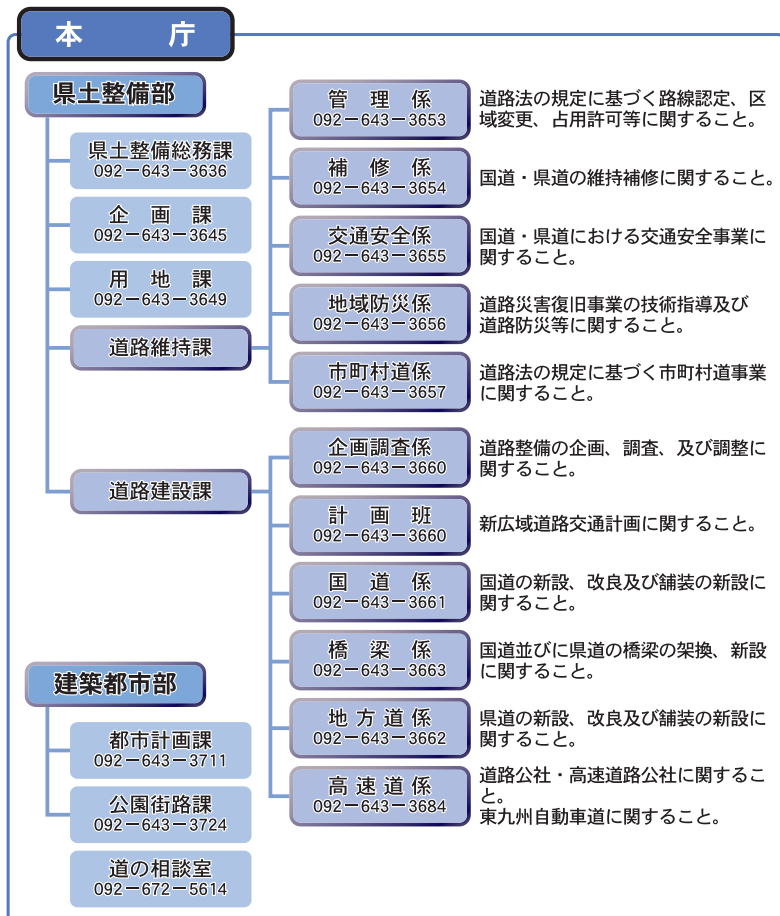 本　庁
県土整備部
県土整備総務課
092－643－3636
企　画　課
092－643－3645
用　地　課
092－643－3649
道路維持課
管　理　係
092－643－3653
道路法の規定に基づく路線認定、区
域変更、占用許可等に関すること。
補　修　係
092－643－3654
国道・県道の維持補修に関すること。
交通安全係
092－643－3655
国道・県道における交通安全事業に
関すること。
地域防災係
092－643－3656
道路災害復旧事業の技術指導及び
道路防災等に関すること。
市町村道係
092－643－3657
道路法の規定に基づく市町村道事業
に関すること。
道路建設課
企画調査係
092－643－3660
道路整備の企画、調査、及び調整に
関すること。
計　画　班
092－643－3660
新広域道路交通計画に関すること。
国　道　係
092－643－3661
国道の新設、改良及び舗装の新設に
関すること。
橋　梁　係
092－643－3663
国道並びに県道の橋梁の架換、新設
に関すること。
地 方 道 係
092－643－3662
県道の新設、改良及び舗装の新設に
関すること。
高 速 道 係
092－643－3684
道路公社・高速道路公社に関するこ
と。
東九州自動車道に関すること。
建築都市部
都市計画課
092－643－3711
公園街路課
092－643－3724
道の相談室
092－672－5614